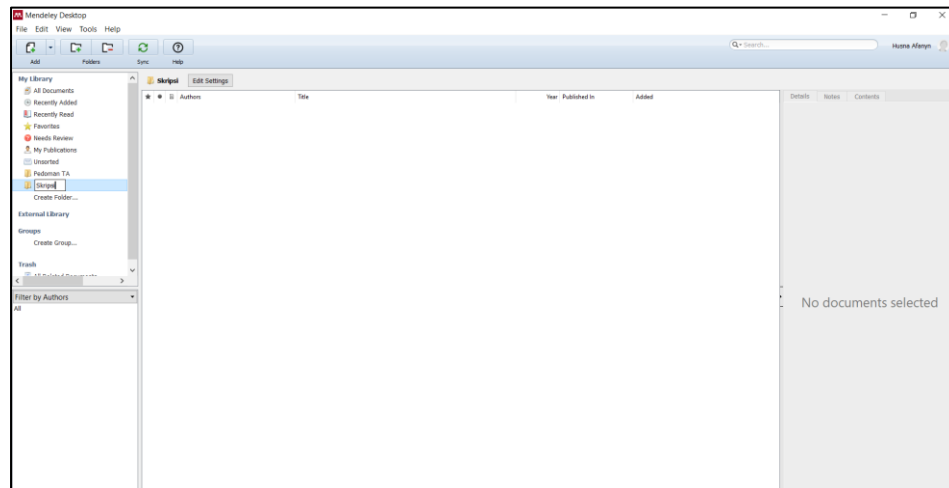 Mendeley Desktop
File Edit View Tools Help
Add Folders Sync Help
Search...
Husna Afanyn
My Library
All Documents
Recently Added
Recently Read
Favorites
Needs Review
My Publications
Unsorted
Pedoman TA
Skripsi
Create Folder...
External Library
Groups
Create Group...
Trash
All Deleted Documents
Filter by Authors
All
Skripsi Edit Settings
Authors Title Year Published In Added
Details Notes Contents
No documents selected